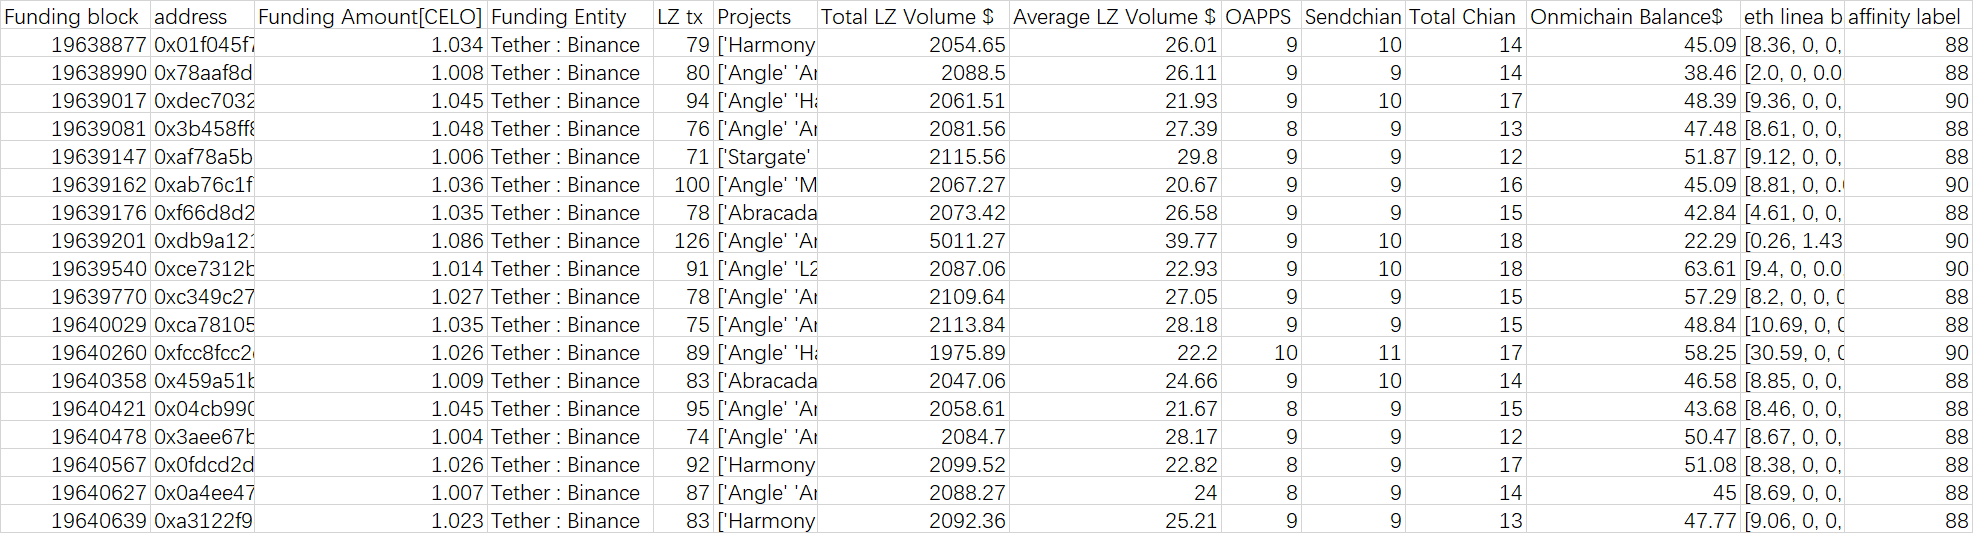 Funding block address Funding Amount[CELO] Funding Entity LZ tx Projects Total LZ Volume $ Average LZ Volume $ OAPPS Sendchian Total Chian Onmichain Balance$ eth linea b affinity label
19638877 0x01f045f7 1.034 Tether : Binance 79 ['Harmony 2054.65 26.01 9 10 14 45.09 [8.36, 0, 0, 88
19638990 0x78aaf8d 1.008 Tether : Binance 80 ['Angle' 'Ar 2088.5 26.11 9 9 14 38.46 [2.0, 0, 0.0 88
19639017 0xdec7032 1.045 Tether : Binance 94 ['Angle' 'Ha 2061.51 21.93 9 10 17 48.39 [9.36, 0, 0, 90
19639081 0x3b458ff8 1.048 Tether : Binance 76 ['Angle' 'Ar 2081.56 27.39 8 9 13 47.48 [8.61, 0, 0, 88
19639147 0xaf78a5b 1.006 Tether : Binance 71 ['Stargate' 2115.56 29.8 9 9 12 51.87 [9.12, 0, 0, 88
19639162 0xab76c1f 1.036 Tether : Binance 100 ['Angle' 'M 2067.27 20.67 9 9 16 45.09 [8.81, 0, 0.0 90
19639176 0xf66d8d2 1.035 Tether : Binance 78 ['Abracada 2073.42 26.58 9 9 15 42.84 [4.61, 0, 0, 88
19639201 0xdb9a121 1.086 Tether : Binance 126 ['Angle' 'Ar 5011.27 39.77 9 10 18 22.29 [0.26, 1.43 90
19639540 0xce7312b 1.014 Tether : Binance 91 ['Angle' 'L2 2087.06 22.93 9 10 18 63.61 [9.4, 0, 0.0 90
19639770 0xc349c27 1.027 Tether : Binance 78 ['Angle' 'Ar 2109.64 27.05 9 9 15 57.29 [8.2, 0, 0, 0 88
19640029 0xca78105 1.035 Tether : Binance 75 ['Angle' 'Ar 2113.84 28.18 9 9 15 48.84 [10.69, 0, 0 88
19640260 0xfcc8fcc2 1.026 Tether : Binance 89 ['Angle' 'Ha 1975.89 22.2 10 11 17 58.25 [30.59, 0, 0 90
19640358 0x459a51b 1.009 Tether : Binance 83 ['Abracada 2047.06 24.66 9 10 14 46.58 [8.85, 0, 0, 88
19640421 0x04cb990 1.045 Tether : Binance 95 ['Angle' 'Ar 2058.61 21.67 8 9 15 43.68 [8.46, 0, 0, 88
19640478 0x3aee67b 1.004 Tether : Binance 74 ['Angle' 'Ar 2084.7 28.17 9 9 12 50.47 [8.67, 0, 0, 88
19640567 0x0fdcd2d 1.026 Tether : Binance 92 ['Harmony 2099.52 22.82 8 9 17 51.08 [8.38, 0, 0, 88
19640627 0x0a4ee47 1.007 Tether : Binance 87 ['Angle' 'Ar 2088.27 24 8 9 14 45 [8.69, 0, 0, 88
19640639 0xa3122f9 1.023 Tether : Binance 83 ['Harmony 2092.36 25.21 9 9 13 47.77 [9.06, 0, 0, 88